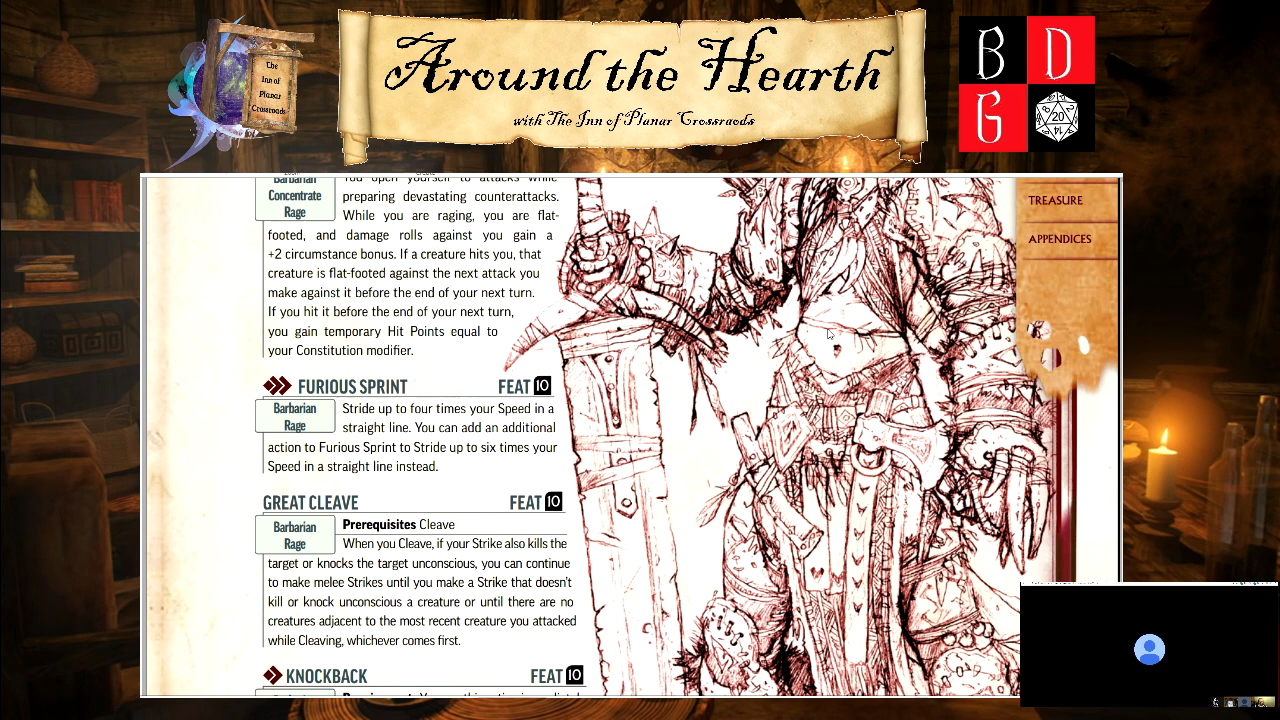 Around the Hearth
with The Inn of Planar Crossraods
The
Inn of
Planar
Crossroads
B D
G 20
Barbarian
Concentrate
Rage
You open yourself to attacks while
preparing devastating counterattacks.
While you are raging, you are flat-
footed, and damage rolls against you gain a
+2 circumstance bonus. If a creature hits you, that
creature is flat-footed against the next attack you
make against it before the end of your next turn.
If you hit it before the end of your next turn,
you gain temporary Hit Points equal to
your Constitution modifier.
FURIOUS SPRINT FEAT 10
Barbarian
Rage
Stride up to four times your Speed in a
straight line. You can add an additional
action to Furious Sprint to Stride up to six times your
Speed in a straight line instead.
GREAT CLEAVE FEAT 10
Barbarian
Rage
Prerequisites Cleave
When you Cleave, if your Strike also kills the
target or knocks the target unconscious, you can continue
to make melee Strikes until you make a Strike that doesn't
kill or knock unconscious a creature or until there are no
creatures adjacent to the most recent creature you attacked
while Cleaving, whichever comes first.
KNOCKBACK FEAT 10
TREASURE
APPENDICES